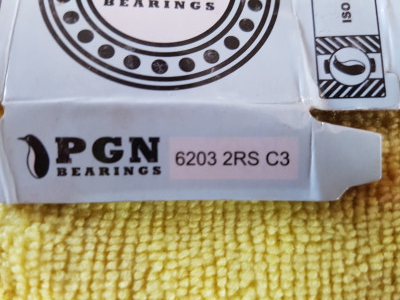 BEARINGS
ISO
PGN
BEARINGS
6203 2RS C3